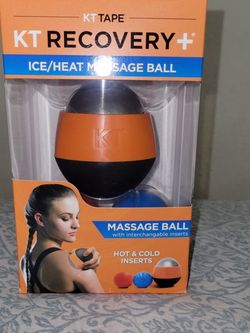 KT TAPE
KT RECOVERY+
ICE/HEAT MASSAGE BALL
KT
MASSAGE BALL
with interchangeable inserts
HOT & COLD
INSERTS